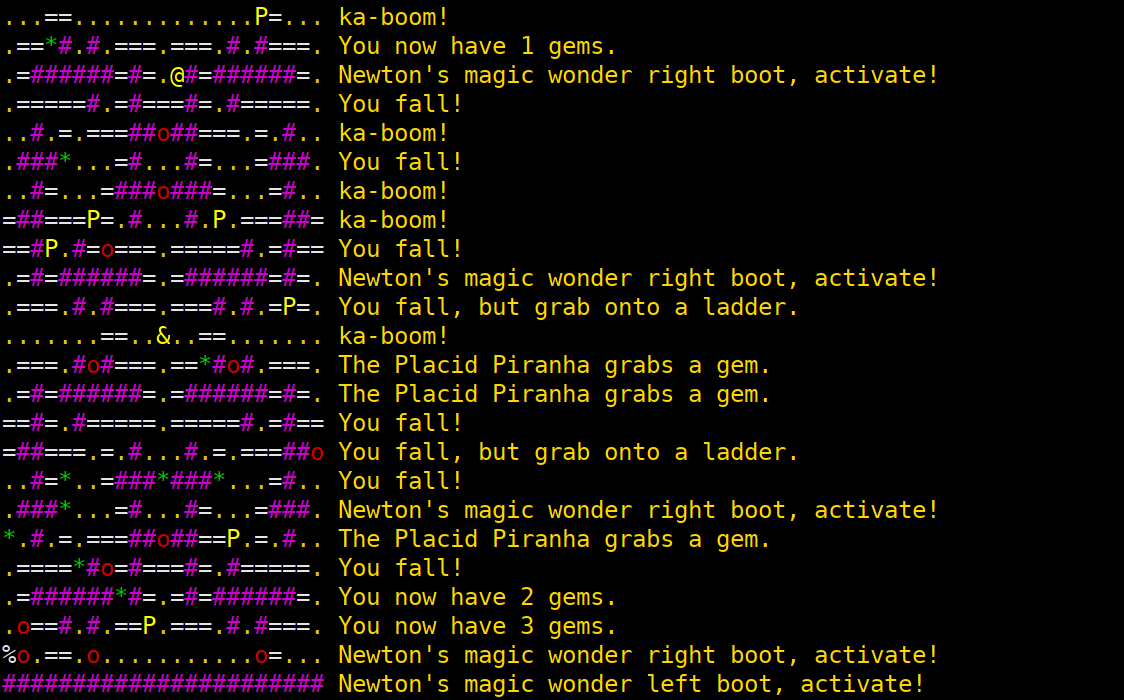 ...==.............P=... ka-boom!
.==*#.#.===.===.#.#===. You now have 1 gems.
.=######=#=.@#=######=. Newton's magic wonder right boot, activate!
.=====#.=#===#=.#=====. You fall!
..#.=.===##o##===.=.#.. ka-boom!
.###*...=#...#=...=###. You fall!
..#=...=###o###=...=#.. ka-boom!
=##===P=.#...#.P.===##= ka-boom!
==#P.#=o===.=====#.=#== You fall!
.=#=######=.=######=#=. Newton's magic wonder right boot, activate!
.===.#.#===.===#.#.=P=. You fall, but grab onto a ladder.
.......==..&..==....... ka-boom!
.===.#o#===.==*#o#.===. The Placid Piranha grabs a gem.
.=#=######=.=######=#=. The Placid Piranha grabs a gem.
==#=.#=====.=====#.=#== You fall!
=##===.=.#...#.=.===##o You fall, but grab onto a ladder.
..#=*..=###*###*...=#.. You fall!
.###*...=#...#=...=###. Newton's magic wonder right boot, activate!
*.#.=.===##o##==P.=.#.. The Placid Piranha grabs a gem.
.====*#o=#===#=.#=====. You fall!
.=######*#=.=#=######=. You now have 2 gems.
.o==#.#.==P.===.#.#===. You now have 3 gems.
%o.==.o...........o=... Newton's magic wonder right boot, activate!
####################### Newton's magic wonder left boot, activate!